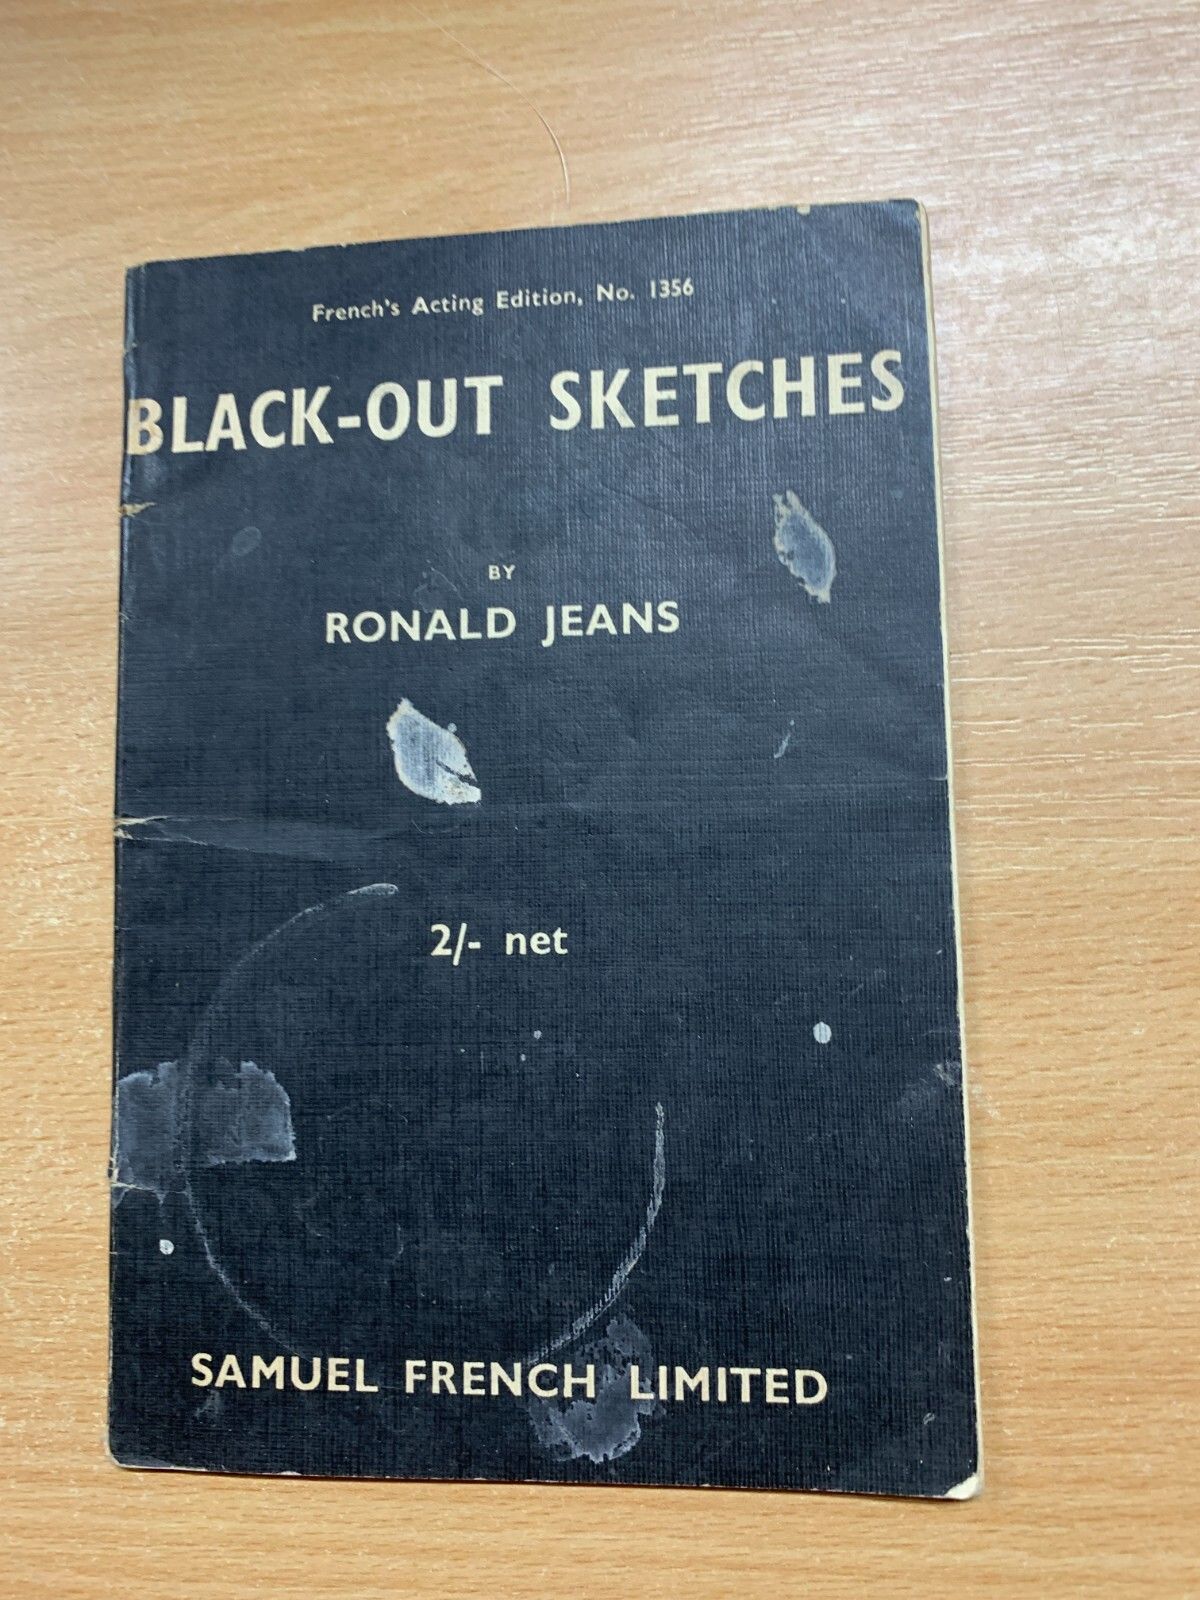 French's Acting Edition, No. 1356
BLACK-OUT SKETCHES
BY
RONALD JEANS
2/- net
SAMUEL FRENCH LIMITED